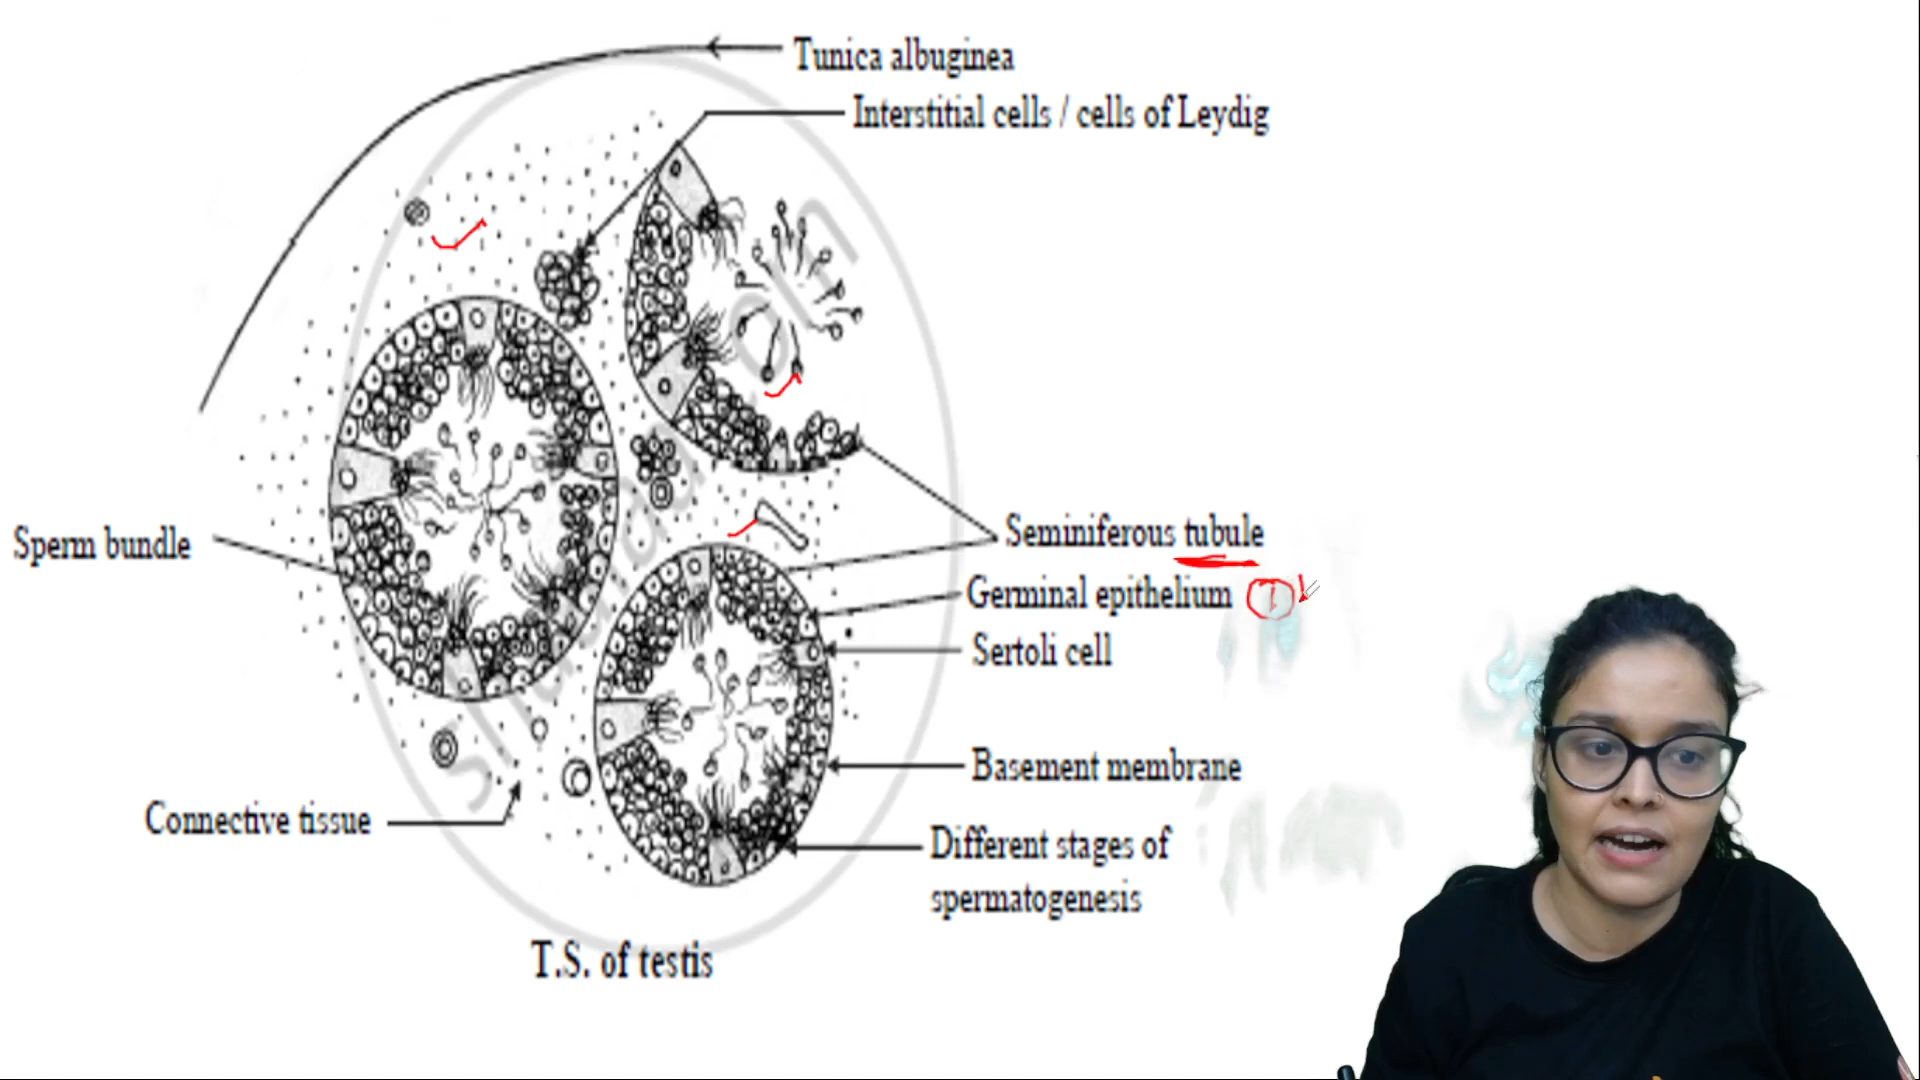 Tunica albuginea
Interstitial cells / cells of Leydig
Sperm bundle
Seminiferous tubule
Germinal epithelium
Sertoli cell
Basement membrane
Connective tissue
Different stages of
spermatogenesis
T.S. of testis